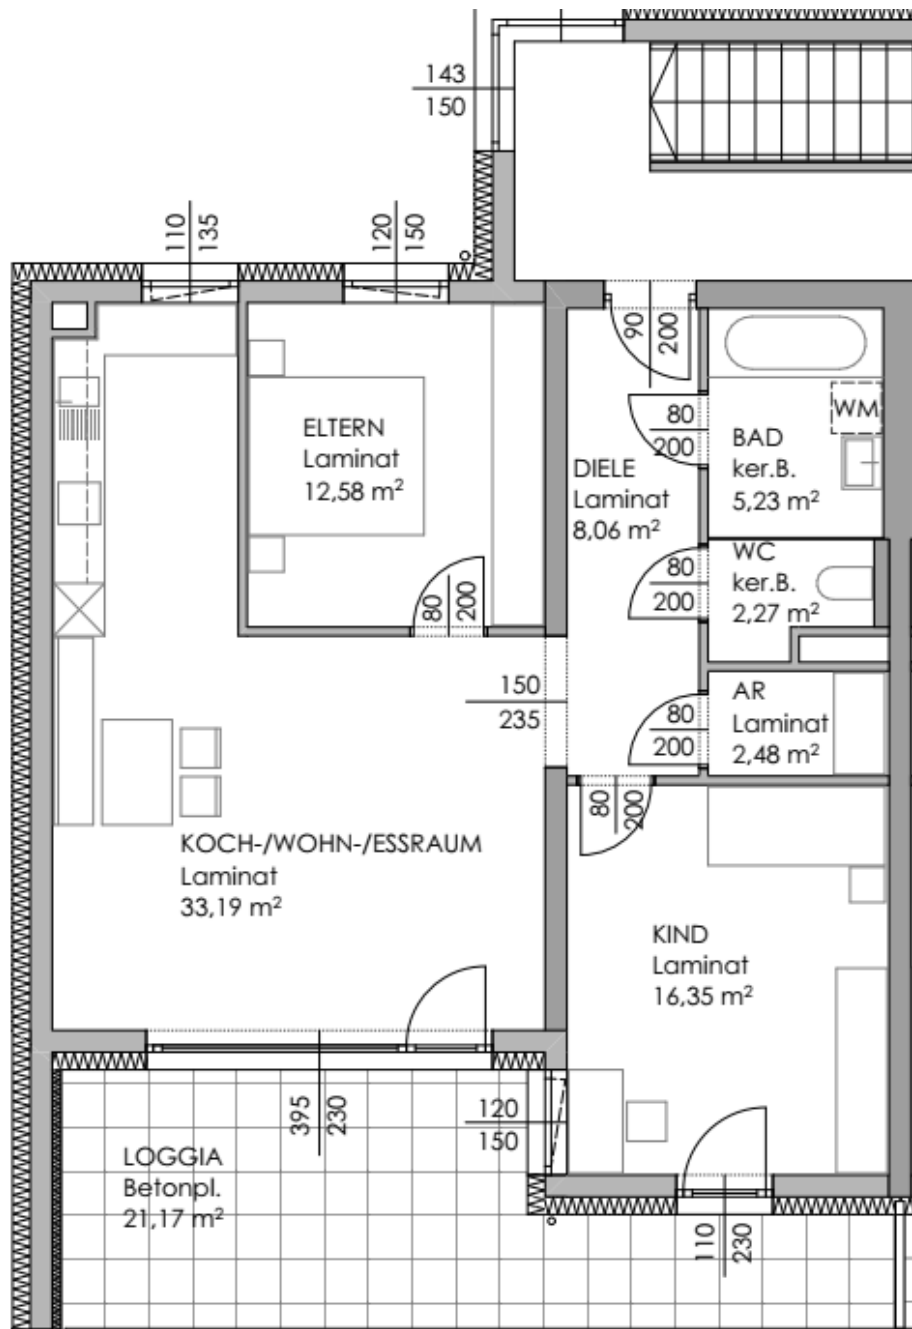 143
150
110
135
120
150
90
200
80
200
WM
BAD
ker.B.
5,23 m²
ELTERN
Laminat
12,58 m²
DIELE
Laminat
8,06 m²
80
200
WC
ker.B.
2,27 m²
80
200
150
235
80
200
AR
Laminat
2,48 m²
80
200
KOCH-/WOHN-/ESSRAUM
Laminat
33,19 m²
KIND
Laminat
16,35 m²
395
230
120
150
LOGGIA
Betonpl.
21,17 m²
110
230